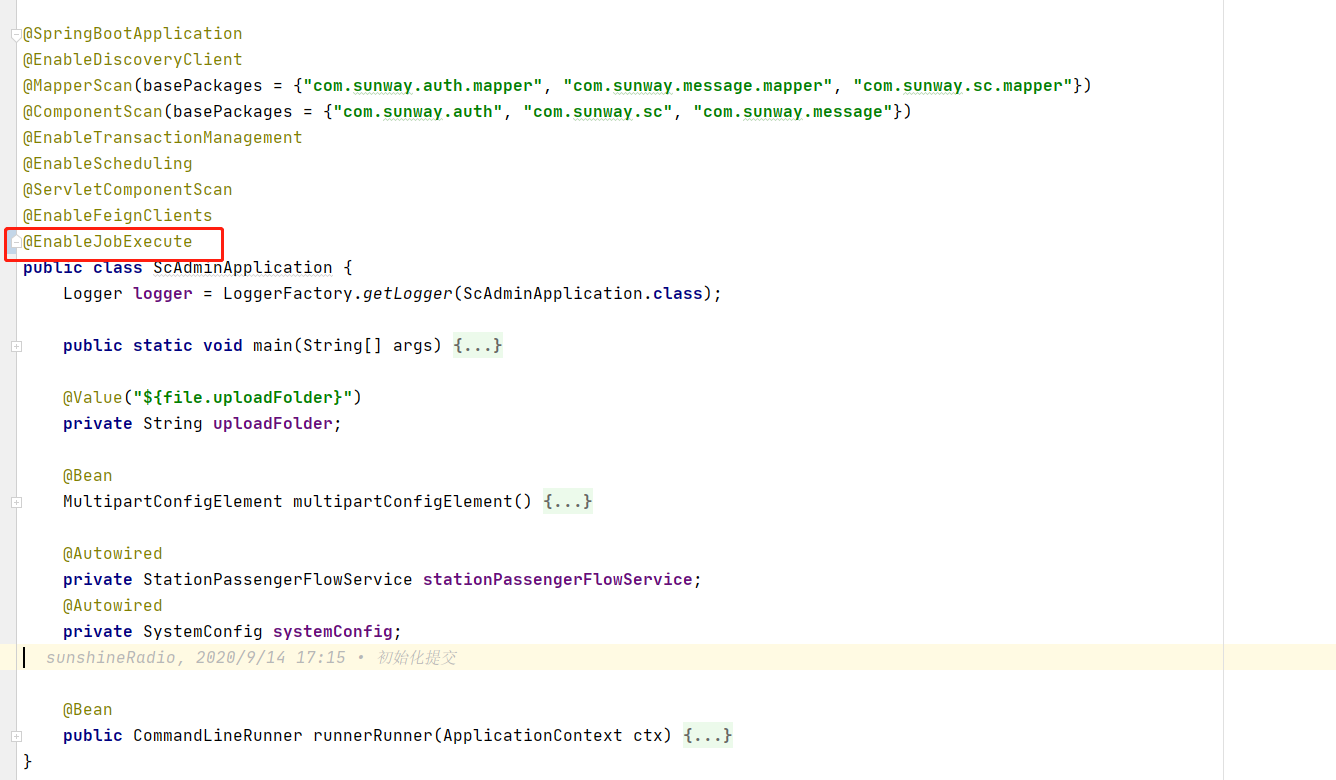 @SpringBootApplication
@EnableDiscoveryClient
@MapperScan(basePackages = {"com.sunway.auth.mapper", "com.sunway.message.mapper", "com.sunway.sc.mapper"})
@ComponentScan(basePackages = {"com.sunway.auth", "com.sunway.sc", "com.sunway.message"})
@EnableTransactionManagement
@EnableScheduling
@ServletComponentScan
@EnableFeignClients
@EnableJobExecute
public class ScAdminApplication {
    Logger logger = LoggerFactory.getLogger(ScAdminApplication.class);
    public static void main(String[] args) {...}
    @Value("${file.uploadFolder}")
    private String uploadFolder;
    @Bean
    MultipartConfigElement multipartConfigElement() {...}
    @Autowired
    private StationPassengerFlowService stationPassengerFlowService;
    @Autowired
    private SystemConfig systemConfig;
sunshineRadio, 2020/9/14 17:15 • 初始化提交
    @Bean
    public CommandLineRunner runnerRunner(ApplicationContext ctx) {...}
}